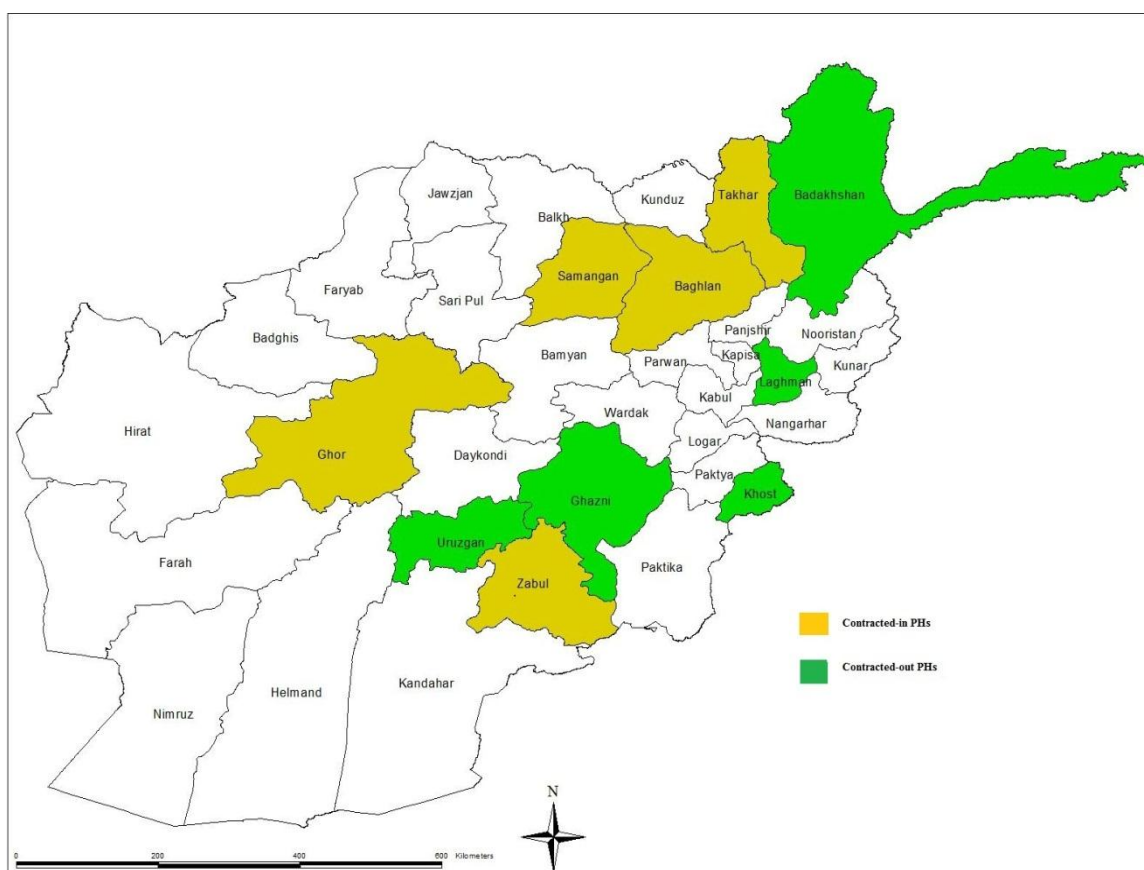 Jawzjan
Balkh
Kunduz
Takhar
Badakhshan
Faryab
Sari Pul
Samangan
Baghlan
Badghis
Bamyan
Parwan
Panjshir
Kapisa
Nooristan
Kunar
Laghman
Kabul
Nangarhar
Hirat
Ghor
Daykondi
Wardak
Logar
Paktya
Khost
Ghazni
Uruzgan
Farah
Zabul
Paktika
Nimruz
Helmand
Kandahar
Contracted-in PHs
Contracted-out PHs
N
0 200 400 600 Kilometers